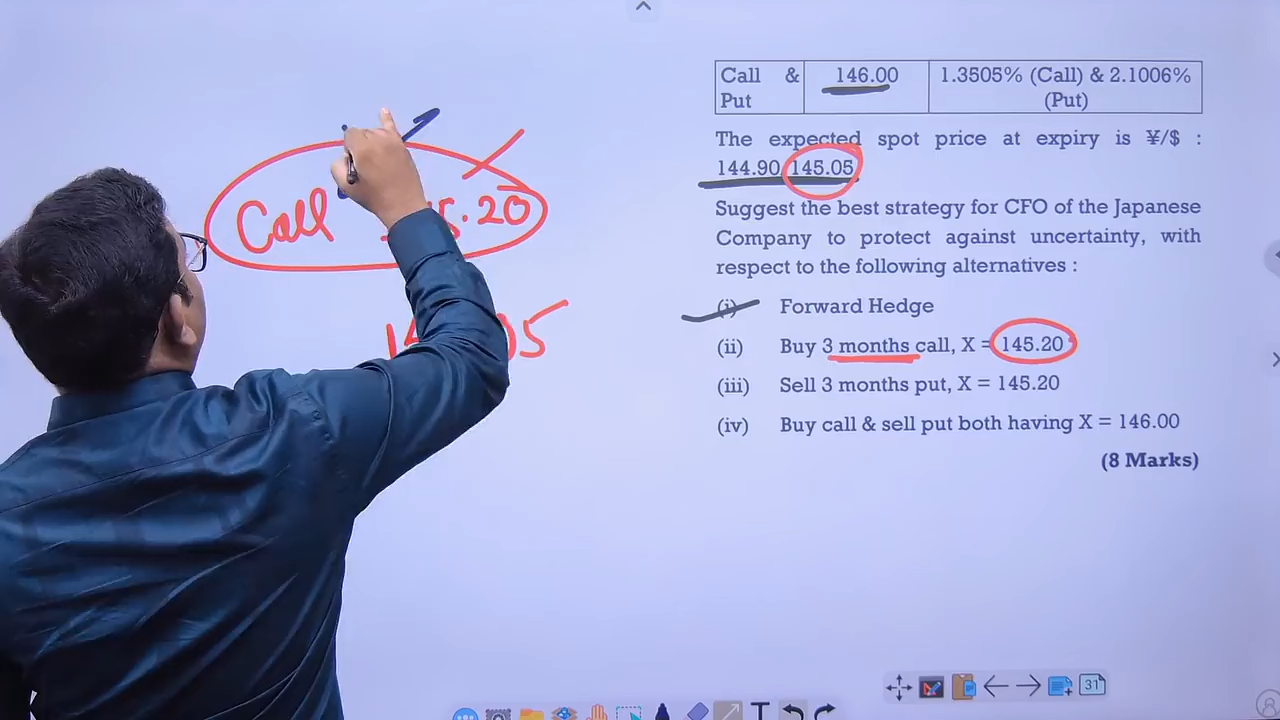 Call & 146.00 1.3505% (Call) & 2.1006%
Put (Put)
The expected spot price at expiry is ¥/$ :
144.90 145.05
Suggest the best strategy for CFO of the Japanese
Company to protect against uncertainty, with
respect to the following alternatives :
(i) Forward Hedge
(ii) Buy 3 months call, X = 145.20
(iii) Sell 3 months put, X = 145.20
(iv) Buy call & sell put both having X = 146.00
(8 Marks)
Call
31
T